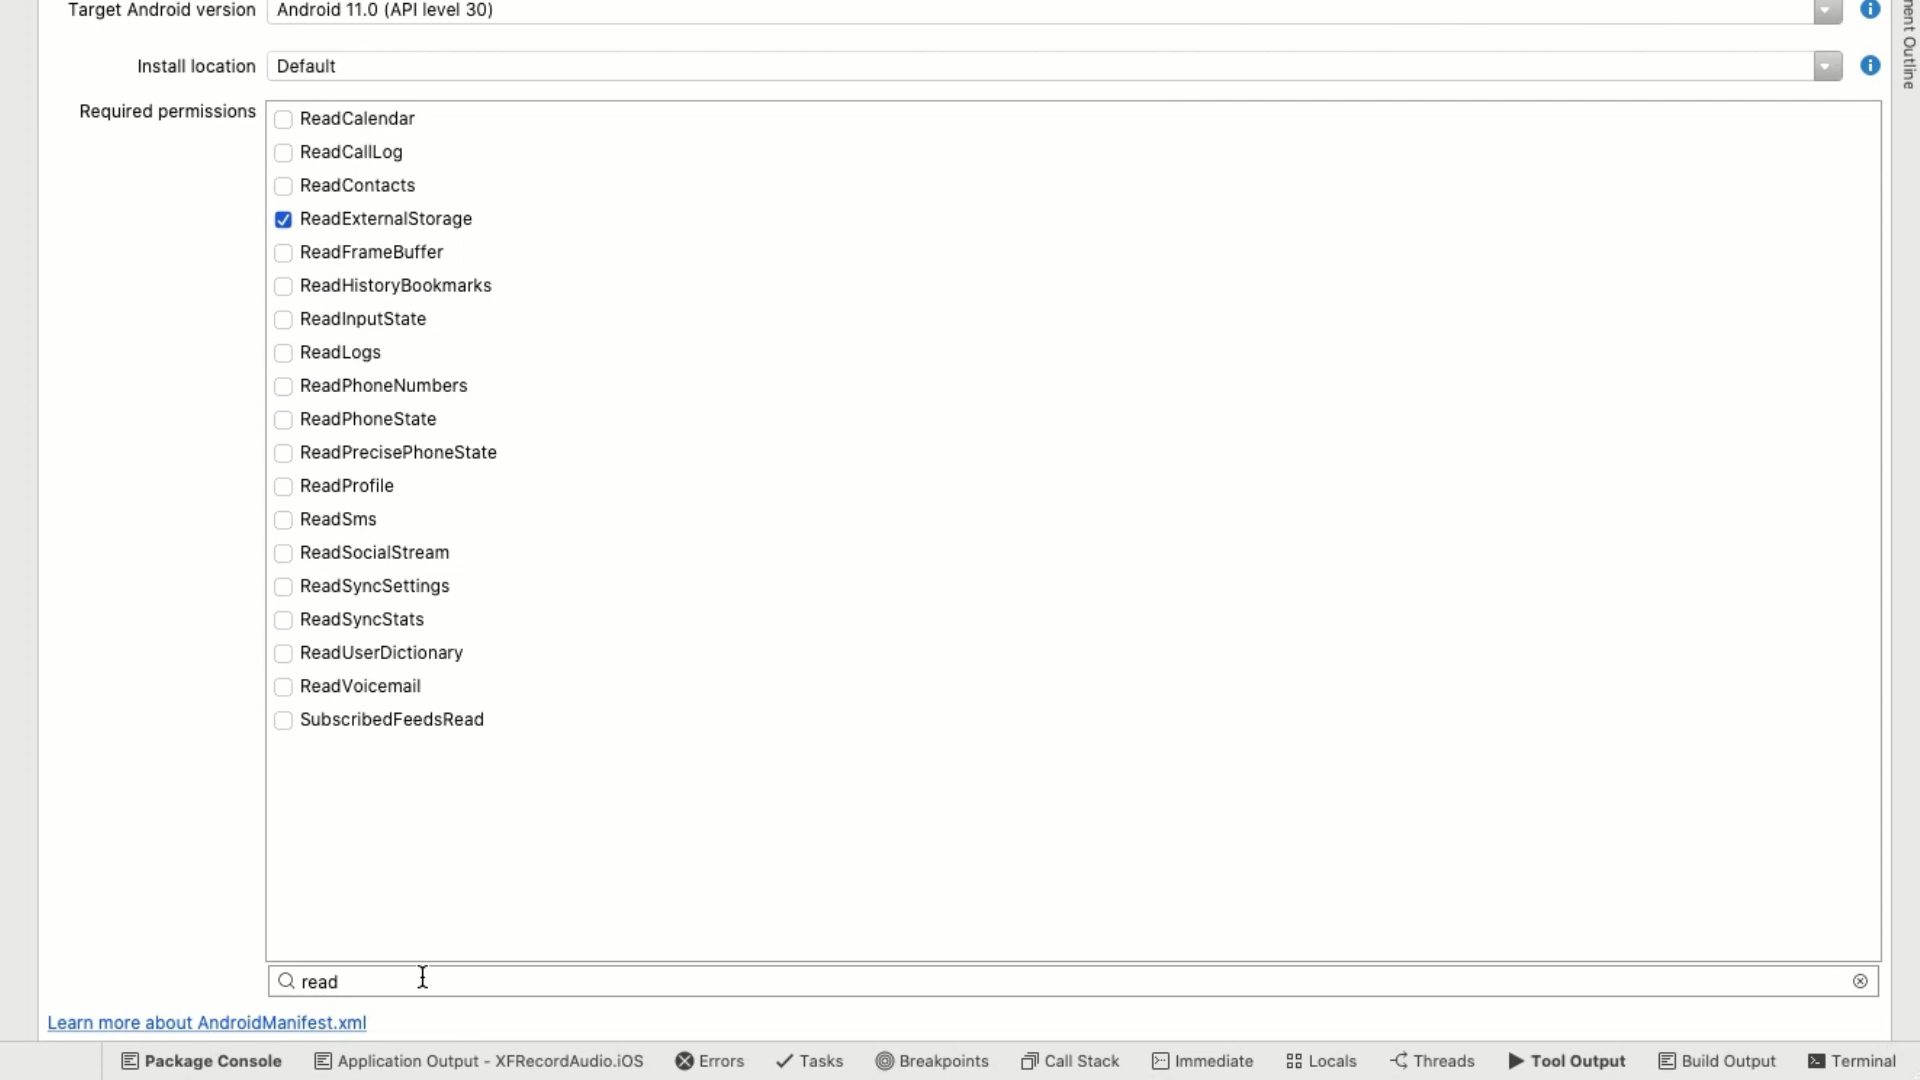 Target Android version Android 11.0 (API level 30)
Install location Default
Required permissions
ReadCalendar
ReadCallLog
ReadContacts
ReadExternalStorage
ReadFrameBuffer
ReadHistoryBookmarks
ReadInputState
ReadLogs
ReadPhoneNumbers
ReadPhoneState
ReadPrecisePhoneState
ReadProfile
ReadSms
ReadSocialStream
ReadSyncSettings
ReadSyncStats
ReadUserDictionary
ReadVoicemail
SubscribedFeedsRead
read
Learn more about AndroidManifest.xml
Package Console Application Output - XFRecordAudio.iOS Errors Tasks Breakpoints Call Stack Immediate Locals Threads Tool Output Build Output Terminal
Outline